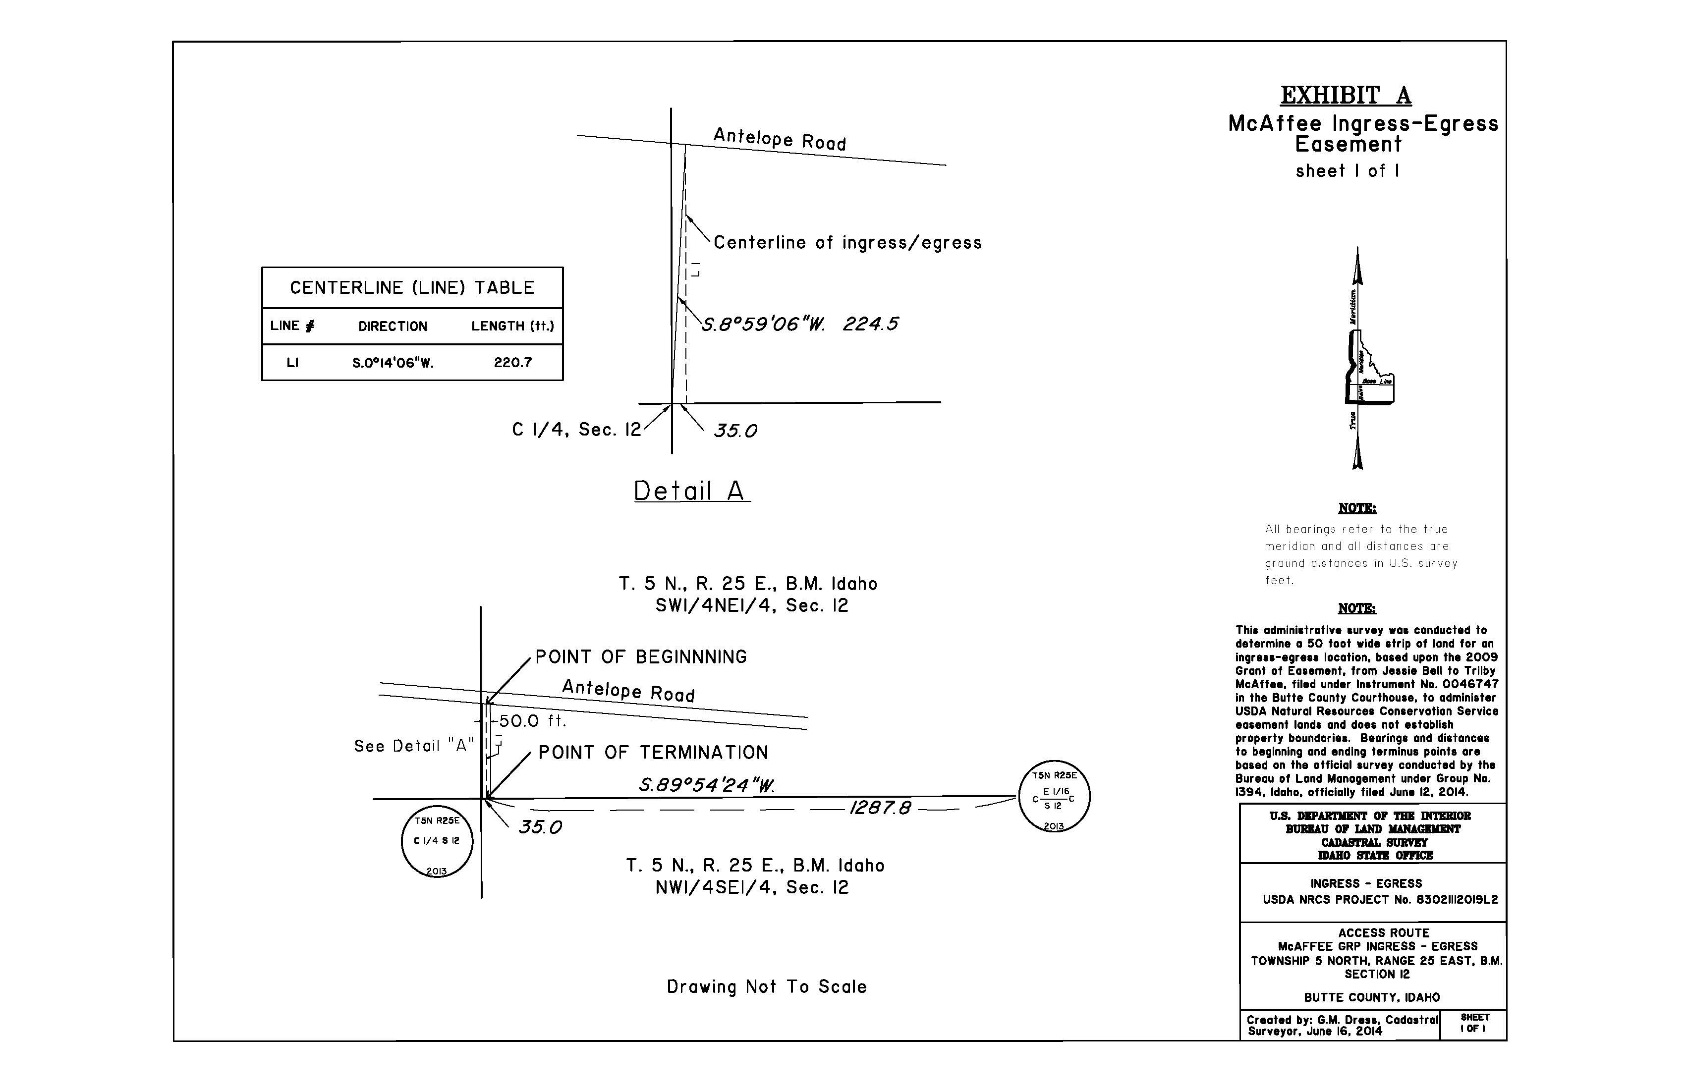 EXHIBIT A
McAffee Ingress-Egress
Easement
sheet 1 of 1
Antelope Road
Centerline of ingress/egress
L1
S.8°59'06"W. 224.5
C 1/4, Sec. 12
35.0
Detail A
CENTERLINE (LINE) TABLE
LINE # DIRECTION LENGTH (ft.)
L1 S.0°14'06"W. 220.7
T. 5 N., R. 25 E., B.M. Idaho
SW1/4NE1/4, Sec. 12
POINT OF BEGINNNING
Antelope Road
50.0 ft.
See Detail "A"
L1
POINT OF TERMINATION
S.89°54'24"W.
1287.8
35.0
T5N R25E
C 1/4 S 12
2013
T5N R25E
E 1/16
C C
S 12
2013
T. 5 N., R. 25 E., B.M. Idaho
NW1/4SE1/4, Sec. 12
Drawing Not To Scale
True Meridian
Boise Meridian
Base Line
NOTE:
All bearings refer to the true
meridian and all distances are
ground distances in U.S. survey
feet.
NOTE:
This administrative survey was conducted to
determine a 50 foot wide strip of land for an
ingress-egress location, based upon the 2009
Grant of Easement, from Jessie Bell to Trilby
McAffee, filed under Instrument No. 0046747
in the Butte County Courthouse, to administer
USDA Natural Resources Conservation Service
easement lands and does not establish
property boundaries. Bearings and distances
to beginning and ending terminus points are
based on the official survey conducted by the
Bureau of Land Management under Group No.
1394, Idaho, officially filed June 12, 2014.
U.S. DEPARTMENT OF THE INTERIOR
BUREAU OF LAND MANAGEMENT
CADASTRAL SURVEY
IDAHO STATE OFFICE
INGRESS - EGRESS
USDA NRCS PROJECT No. 83021112019L2
ACCESS ROUTE
McAFFEE GRP INGRESS - EGRESS
TOWNSHIP 5 NORTH, RANGE 25 EAST, B.M.
SECTION 12
BUTTE COUNTY, IDAHO
Created by: G.M. Dress, Cadastral
Surveyor, June 16, 2014
SHEET
1 OF 1